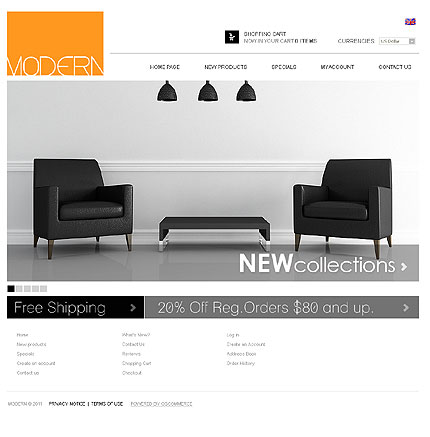 SHOPPING CART
NOW IN YOUR CART 0 ITEMS
CURRENCIES: US Dollar
MODERN
HOME PAGE NEW PRODUCTS SPECIALS MY ACCOUNT CONTACT US
NEWcollections
Free Shipping
20% Off Reg.Orders $80 and up.
Home What's New? Log In
New products Contact Us Create an Account
Specials Reviews Address Book
Create an account Shopping Cart Order History
Contact us Checkout
MODERN © 2011 PRIVACY NOTICE | TERMS OF USE POWERED BY OSCOMMERCE